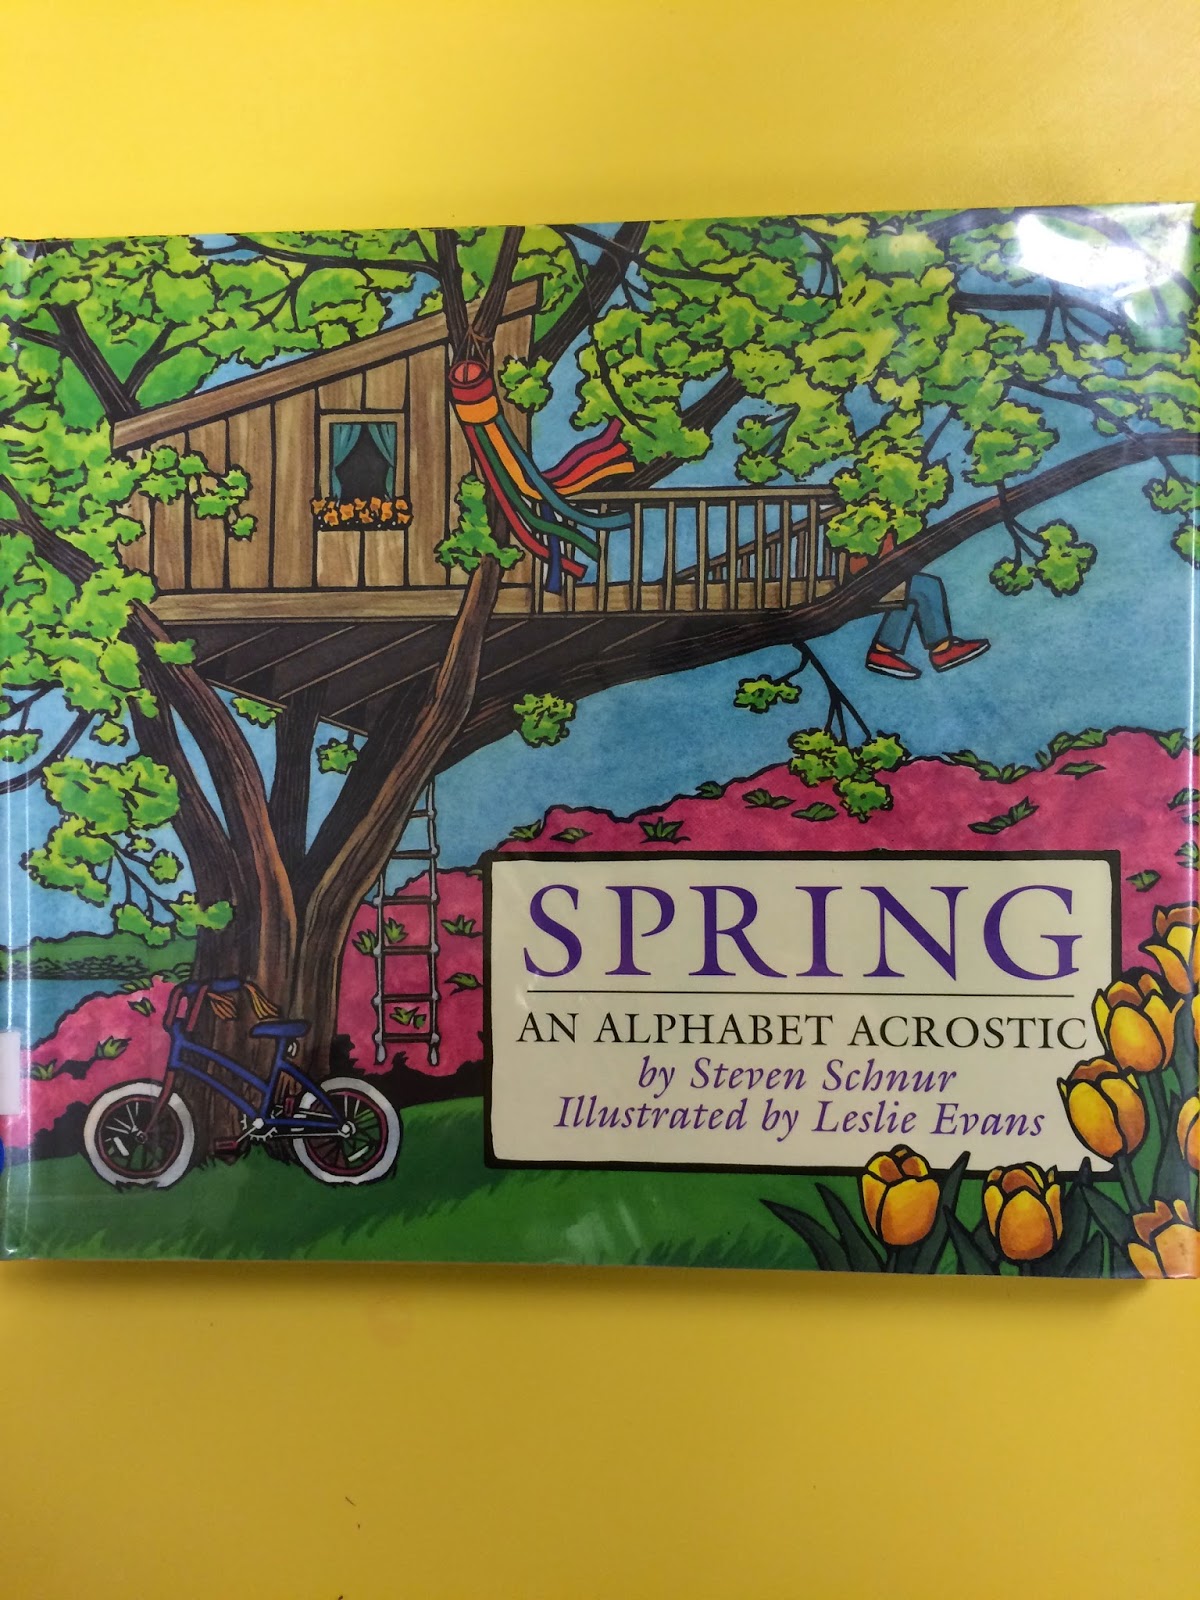 SPRING
AN ALPHABET ACROSTIC
by Steven Schnur
Illustrated by Leslie Evans